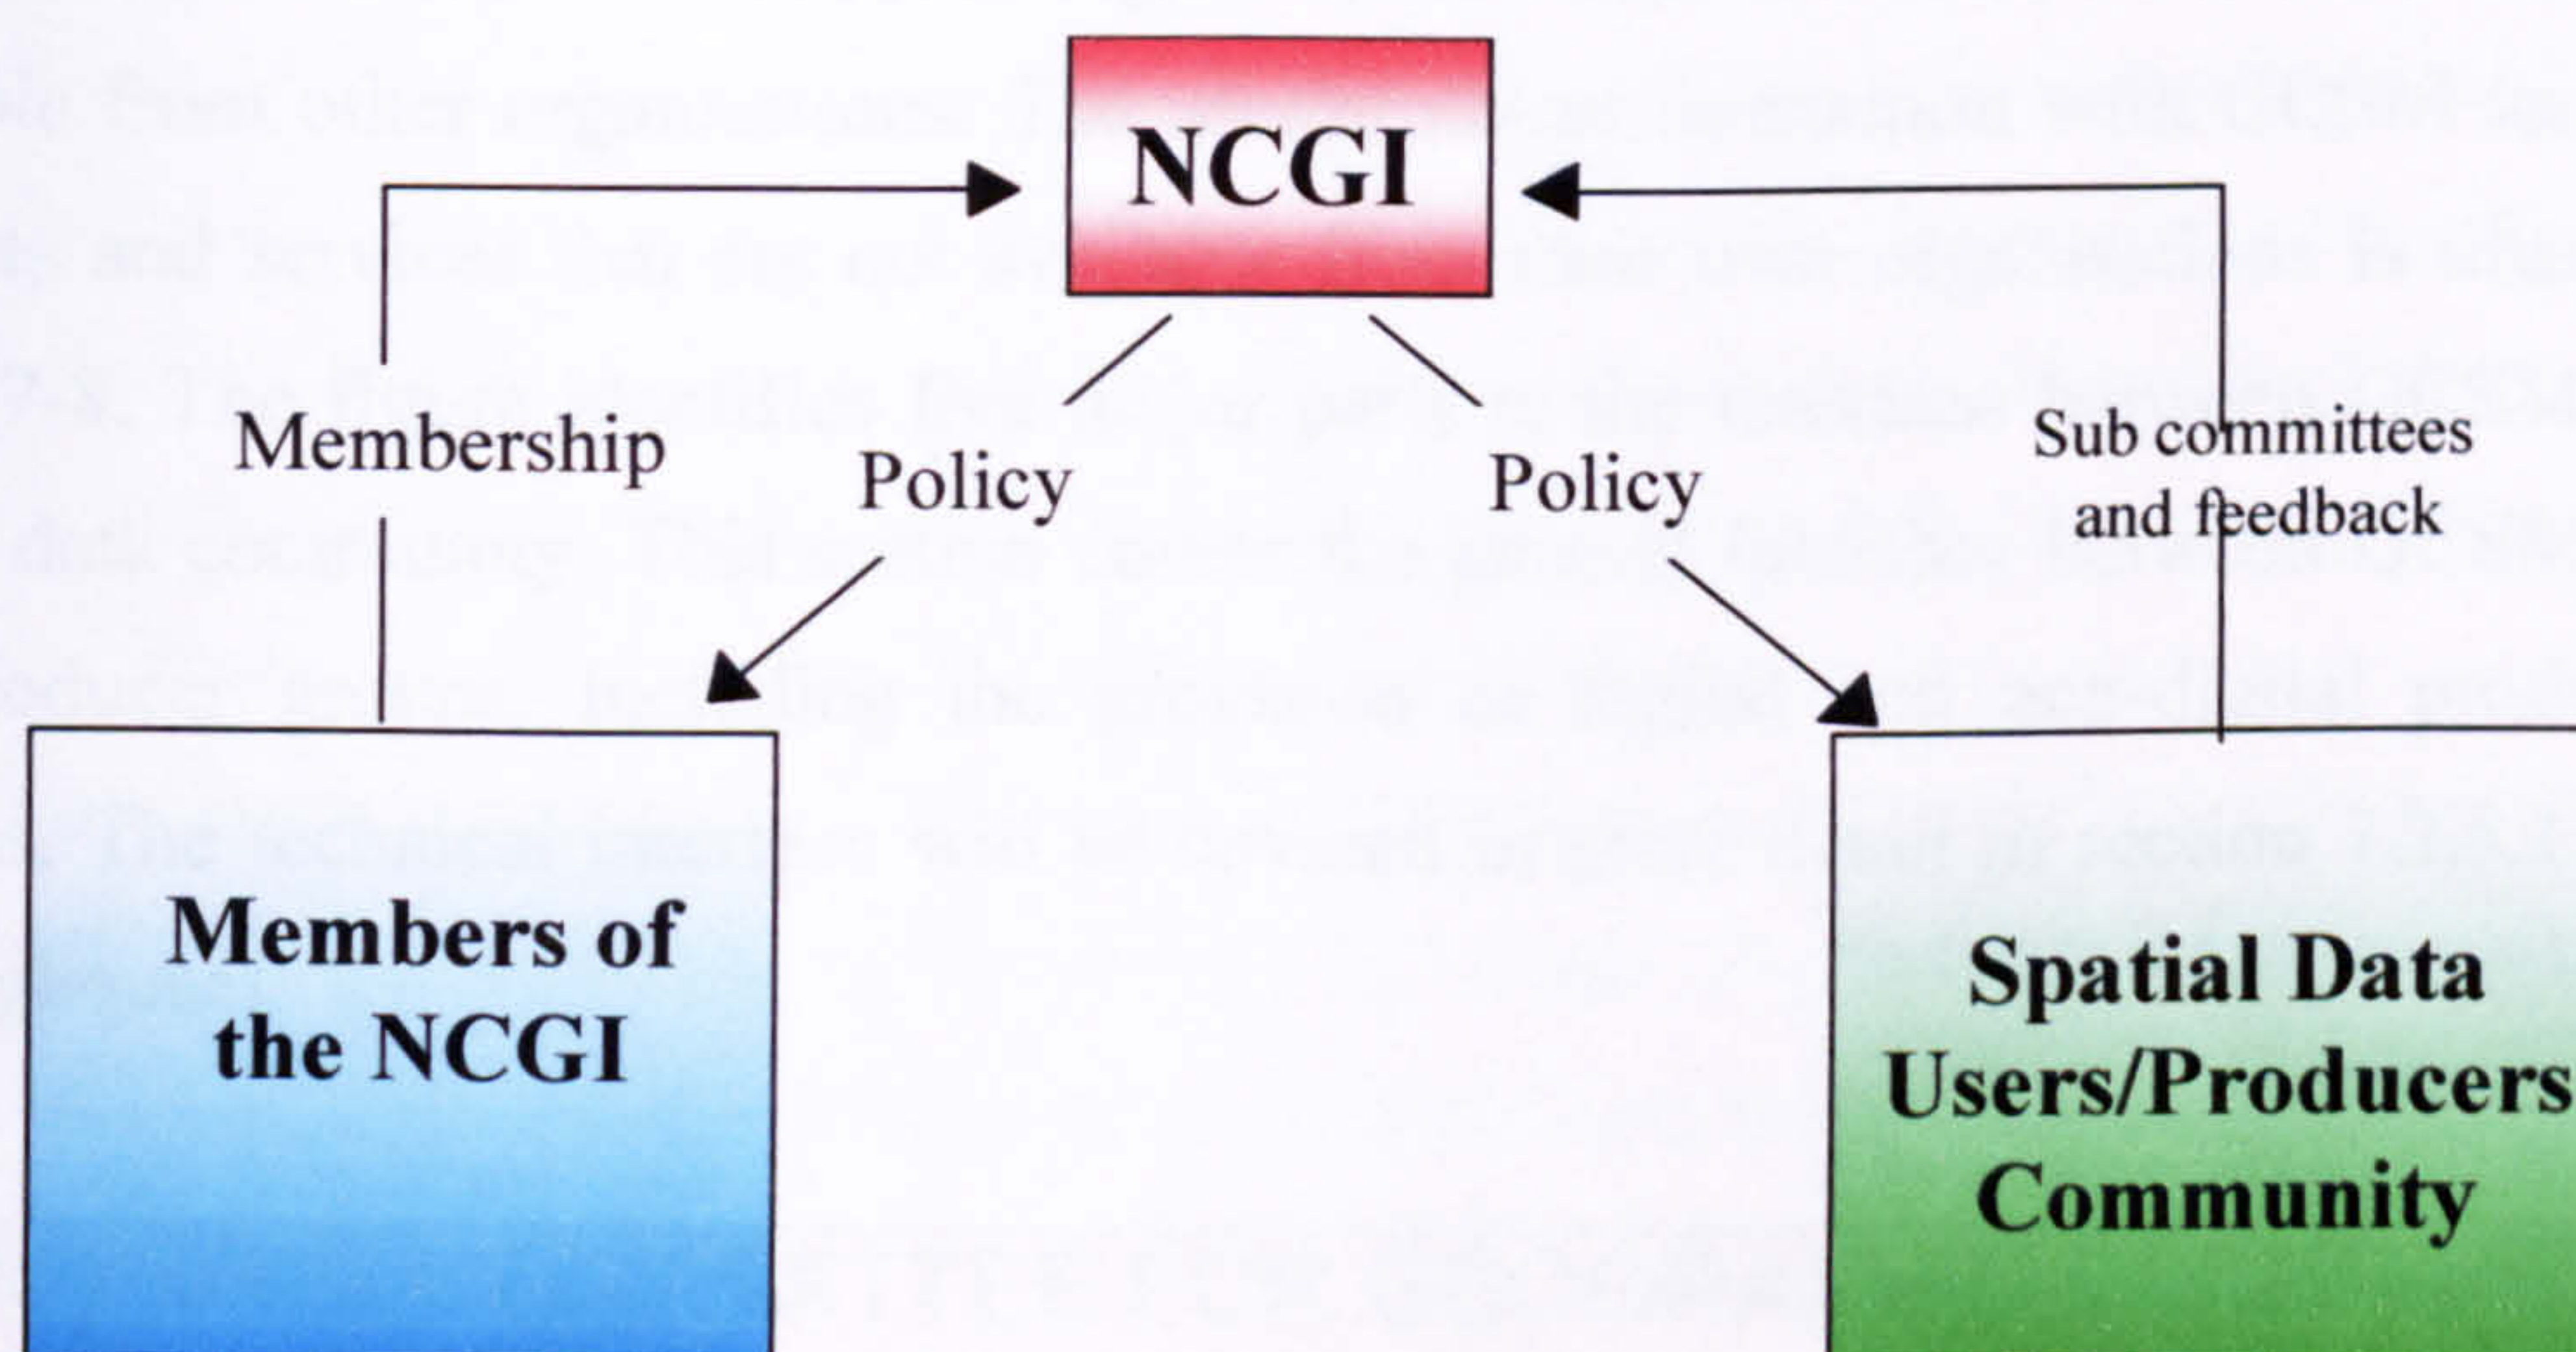 NCGI
Membership
Policy
Policy
Sub committees
and feedback
Members of
the NCGI
Spatial Data
Users/Producers
Community